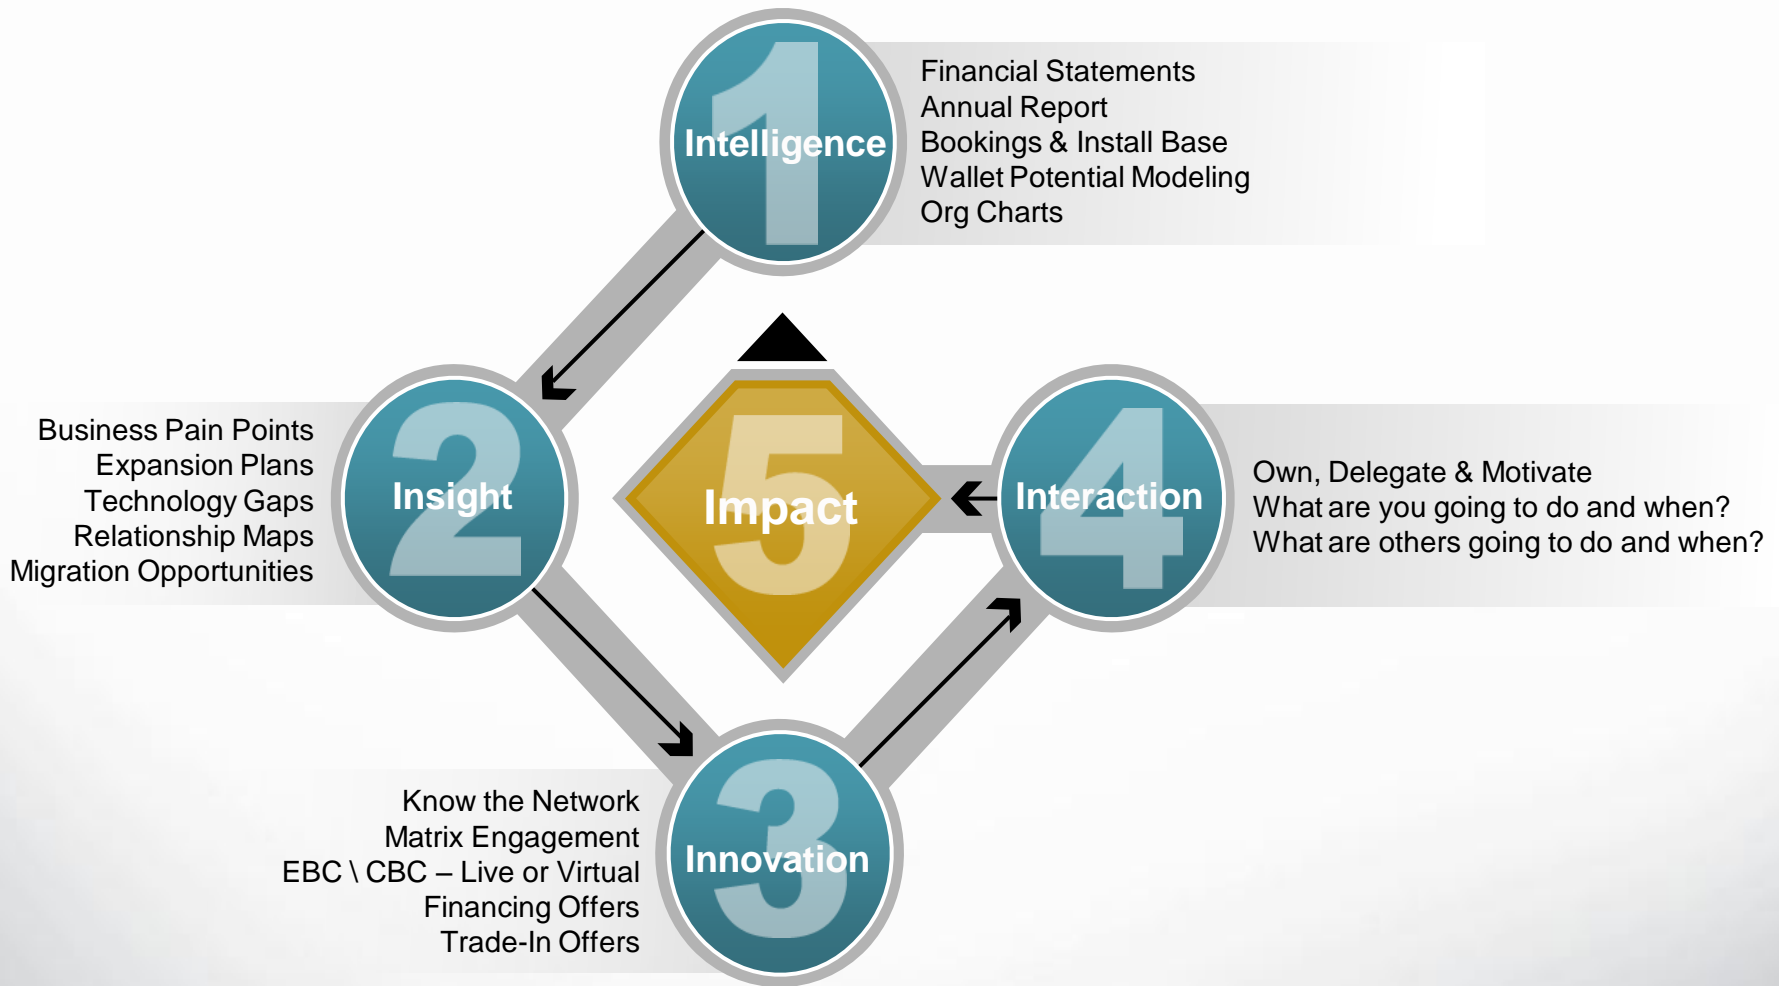 1
Intelligence
Financial Statements
Annual Report
Bookings & Install Base
Wallet Potential Modeling
Org Charts
2
Insight
Business Pain Points
Expansion Plans
Technology Gaps
Relationship Maps
Migration Opportunities
3
Innovation
Know the Network
Matrix Engagement
EBC \ CBC – Live or Virtual
Financing Offers
Trade-In Offers
4
Interaction
Own, Delegate & Motivate
What are you going to do and when?
What are others going to do and when?
5
Impact